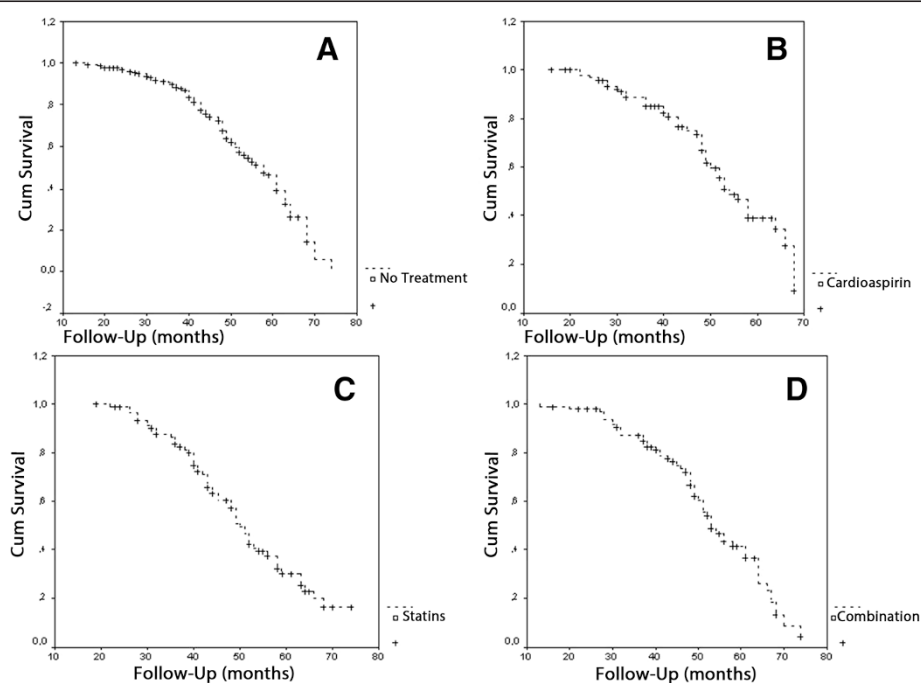 A
1,2
1,0
,8
,6
,4
,2
0,0
-2
Cum Survival
10 20 30 40 50 60 70 80
Follow-Up (months)
No Treatment
B
1,2
1,0
,8
,6
,4
,2
0,0
Cum Survival
10 20 30 40 50 60 70
Follow-Up (months)
Cardioaspirin
C
1,2
1,0
,8
,6
,4
,2
0,0
Cum Survival
10 20 30 40 50 60 70 80
Follow-Up (months)
Statins
D
1,2
1,0
,8
,6
,4
,2
0,0
Cum Survival
10 20 30 40 50 60 70 80
Follow-Up (months)
Combination